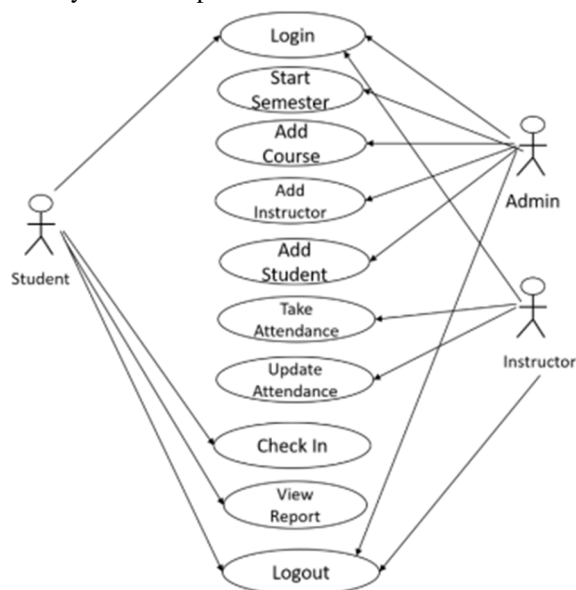 Login
Start
Semester
Add
Course
Add
Instructor
Admin
Add
Student
Student
Take
Attendance
Instructor
Update
Attendance
Check In
View
Report
Logout